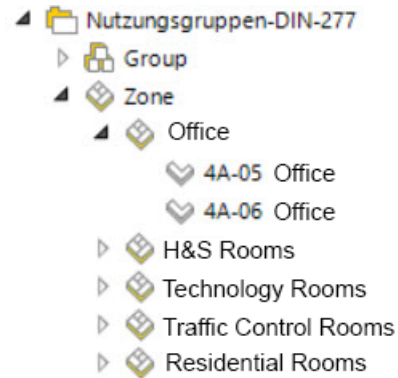 Nutzungsgruppen-DIN-277
Group
Zone
Office
4A-05 Office
4A-06 Office
H&S Rooms
Technology Rooms
Traffic Control Rooms
Residential Rooms